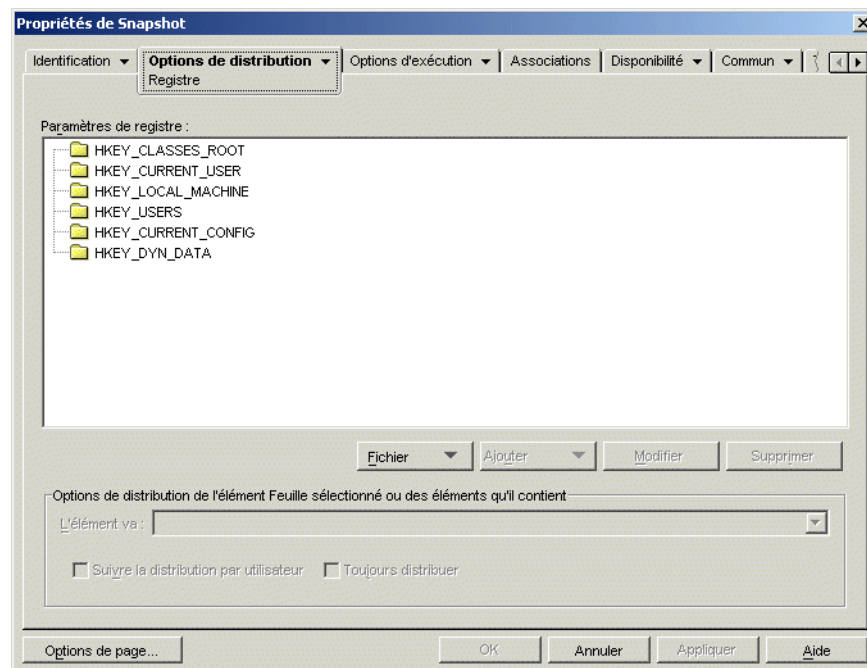 Propriétés de Snapshot
Identification Options de distribution Options d'exécution Associations Disponibilité Commun
Registre
Paramètres de registre :
HKEY_CLASSES_ROOT
HKEY_CURRENT_USER
HKEY_LOCAL_MACHINE
HKEY_USERS
HKEY_CURRENT_CONFIG
HKEY_DYN_DATA
Fichier Ajouter Modifier Supprimer
Options de distribution de l'élément Feuille sélectionné ou des éléments qu'il contient
L'élément va :
Suivre la distribution par utilisateur Toujours distribuer
Options de page... OK Annuler Appliquer Aide